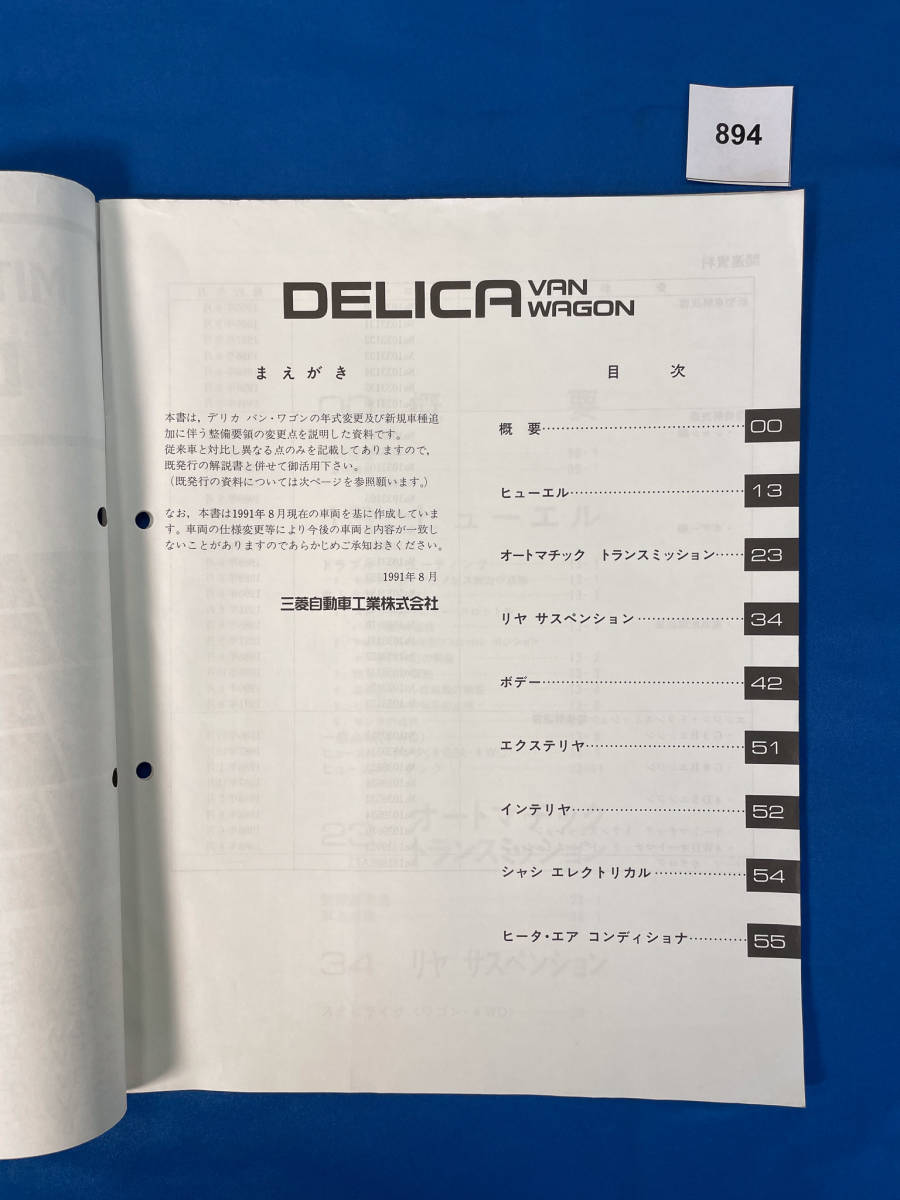 894
DELICA VAN WAGON
まえがき
本書は，デリカ バン・ワゴンの年式変更及び新規車種追
加に伴う整備要領の変更点を説明した資料です。
従来車と対比し異なる点のみを記載してありますので，
既発行の解説書と併せて御活用下さい。
（既発行の資料については次ページを参照願います。）
なお，本書は1991年8月現在の車両を基に作成していま
す。車両の仕様変更等により今後の車両と内容が一致し
ないことがありますのであらかじめご承知おきください。
1991年8月
三菱自動車工業株式会社
目 次
概 要…………………………… 00
ヒューエル…………………………… 13
オートマチック トランスミッション…… 23
リヤ サスペンション……………… 34
ボデー…………………………… 42
エクステリヤ…………………… 51
インテリヤ……………………… 52
シャシ エレクトリカル……………… 54
ヒータ・エア コンディショナ………… 55